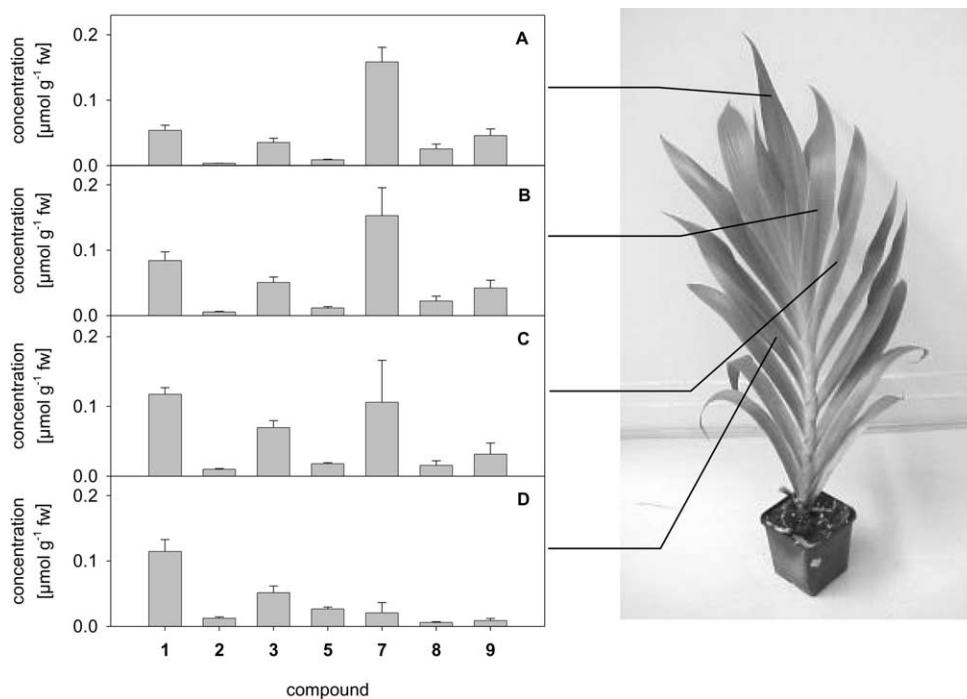 0.2
0.1
0.0
concentration
[µmol g⁻¹ fw]
A
0.2
0.1
0.0
concentration
[µmol g⁻¹ fw]
B
0.2
0.1
0.0
concentration
[µmol g⁻¹ fw]
C
0.2
0.1
0.0
concentration
[µmol g⁻¹ fw]
D
1 2 3 5 7 8 9
compound